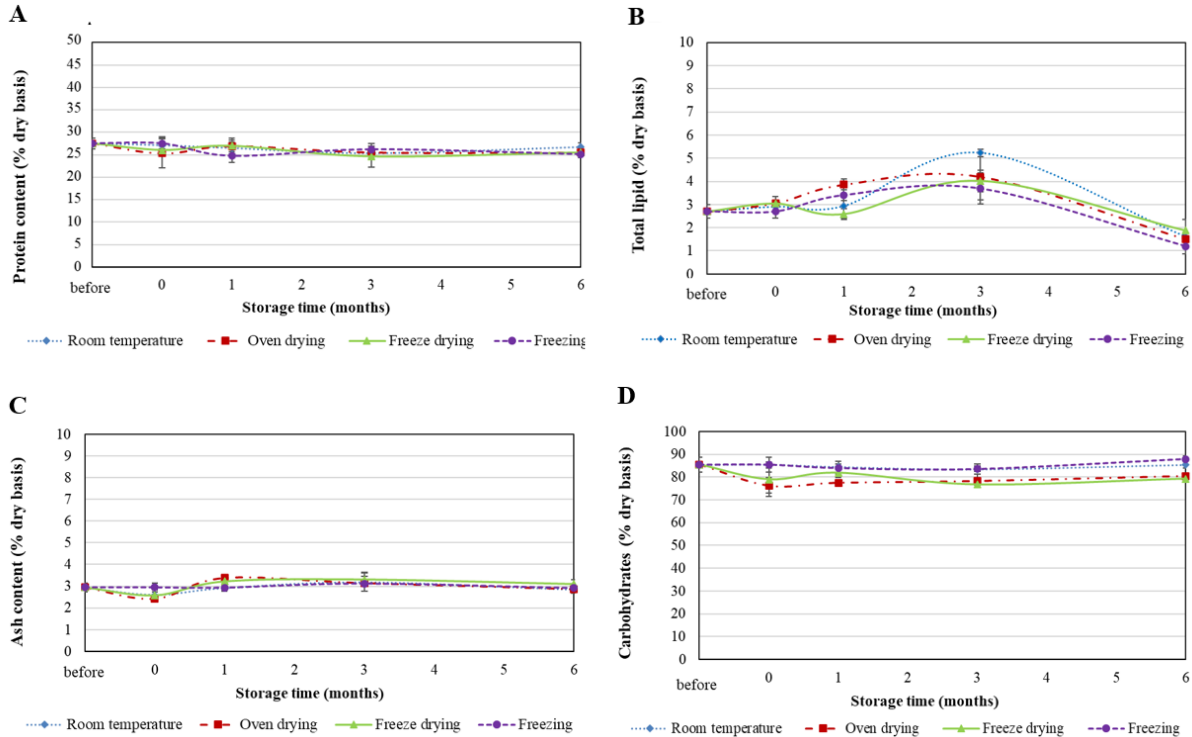 A
Protein content (% dry basis)
50
45
40
35
30
25
20
15
10
5
0
before 0 1 2 3 4 5 6
Storage time (months)
Room temperature Oven drying Freeze drying Freezing
B
Total lipid (% dry basis)
10
9
8
7
6
5
4
3
2
1
0
before 0 1 2 3 4 5 6
Storage time (months)
Room temperature Oven drying Freeze drying Freezing
C
Ash content (% dry basis)
10
9
8
7
6
5
4
3
2
1
0
before 0 1 2 3 4 5 6
Storage time (months)
Room temperature Oven drying Freeze drying Freezing
D
Carbohydrates (% dry basis)
100
90
80
70
60
50
40
30
20
10
0
before 0 1 2 3 4 5 6
Storage time (months)
Room temperature Oven drying Freeze drying Freezing